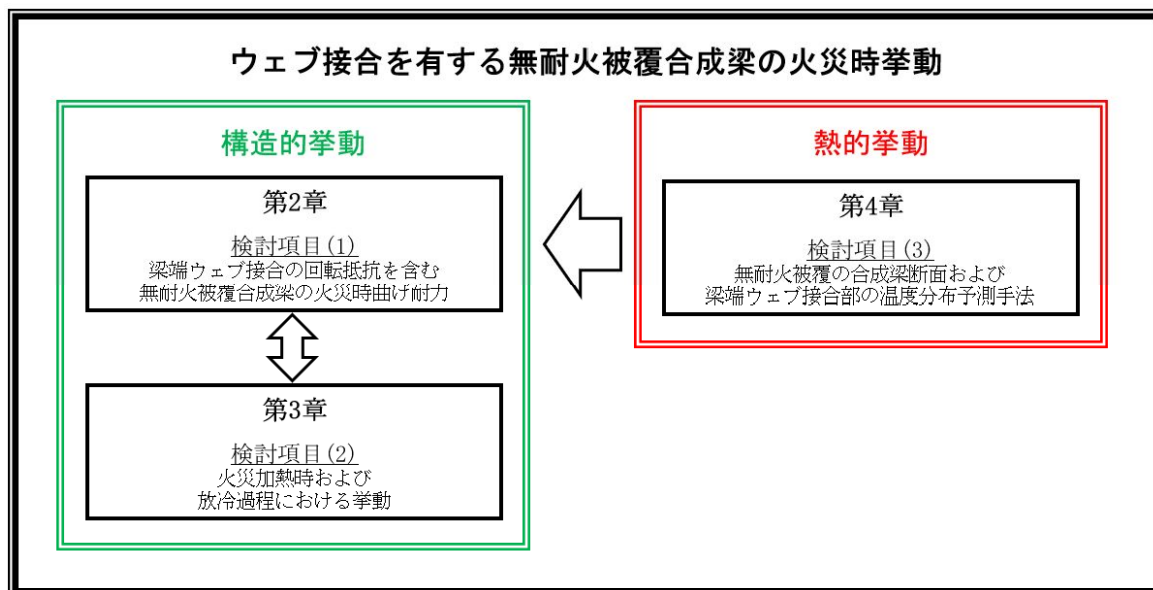 ウェブ接合を有する無耐火被覆合成梁の火災時挙動
構造的挙動
第2章
検討項目(1)
梁端ウェブ接合の回転抵抗を含む
無耐火被覆合成梁の火災時曲げ耐力
第3章
検討項目(2)
火災加熱時および
放冷過程における挙動
熱的挙動
第4章
検討項目(3)
無耐火被覆の合成梁断面および
梁端ウェブ接合部の温度分布予測手法